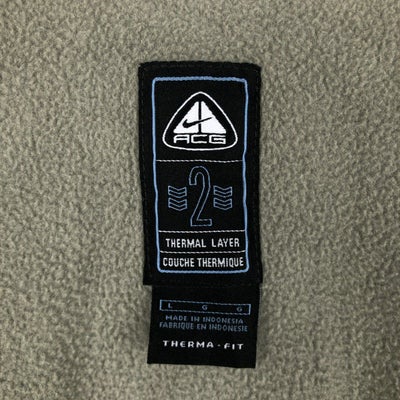 ACG
2
THERMAL LAYER
COUCHE THERMIQUE
L G G
MADE IN INDONESIA
FABRIQUE EN INDONESIE
THERMA·FIT